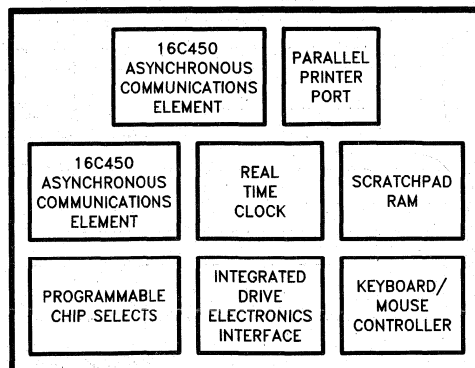 16C450
ASYNCHRONOUS
COMMUNICATIONS
ELEMENT
PARALLEL
PRINTER
PORT
16C450
ASYNCHRONOUS
COMMUNICATIONS
ELEMENT
REAL
TIME
CLOCK
SCRATCHPAD
RAM
PROGRAMMABLE
CHIP SELECTS
INTEGRATED
DRIVE
ELECTRONICS
INTERFACE
KEYBOARD/
MOUSE
CONTROLLER